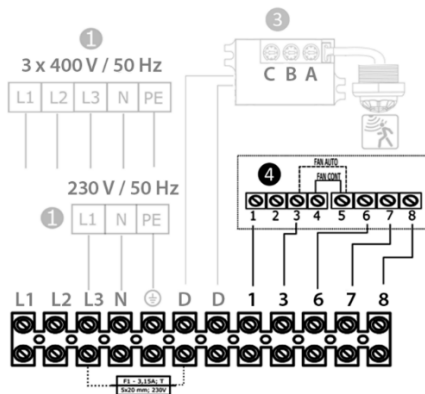 1
3
3 x 400 V / 50 Hz
L1 L2 L3 N PE
C B A
230 V / 50 Hz
1
L1 N PE
4
FAN AUTO
FAN CONT
1 2 3 4 5 6 7 8
L1 L2 L3 N D D 1 3 6 7 8
F1 - 3,15A; T
5x20 mm; 230V